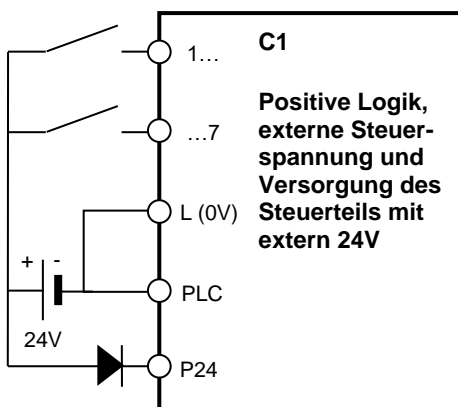 C1
1…
Positive Logik,
…7
externe Steuer-
spannung und
Versorgung des
L (0V)
Steuerteils mit
extern 24V
+ -
PLC
24V
P24